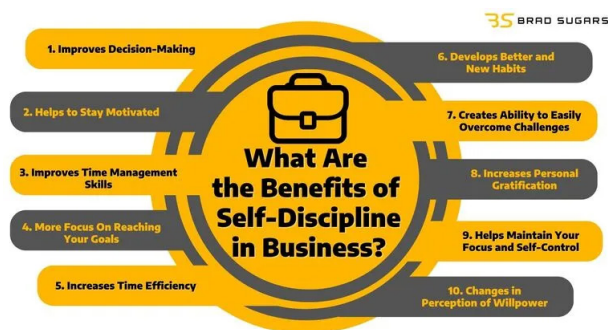 BS BRAD SUGARS
1. Improves Decision-Making
2. Helps to Stay Motivated
3. Improves Time Management
Skills
4. More Focus On Reaching
Your Goals
5. Increases Time Efficiency
What Are
the Benefits of
Self-Discipline
in Business?
6. Develops Better and
New Habits
7. Creates Ability to Easily
Overcome Challenges
8. Increases Personal
Gratification
9. Helps Maintain Your
Focus and Self-Control
10. Changes in
Perception of Willpower